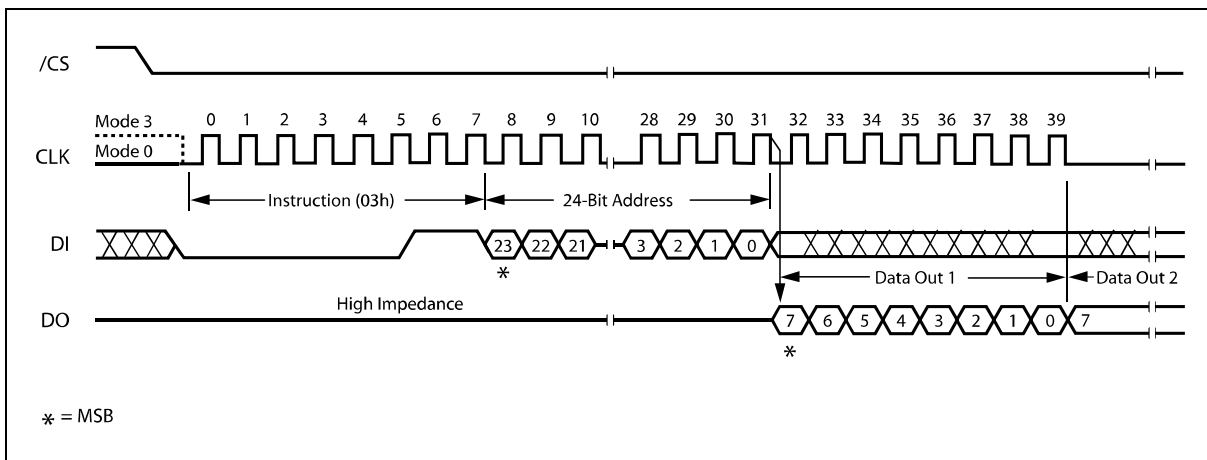 /CS
Mode 3
0 1 2 3 4 5 6 7 8 9 10 28 29 30 31 32 33 34 35 36 37 38 39
CLK
Mode 0
Instruction (03h) 24-Bit Address
DI
23 22 21 3 2 1 0
*
Data Out 1 Data Out 2
High Impedance
DO
7 6 5 4 3 2 1 0 7
*
* = MSB